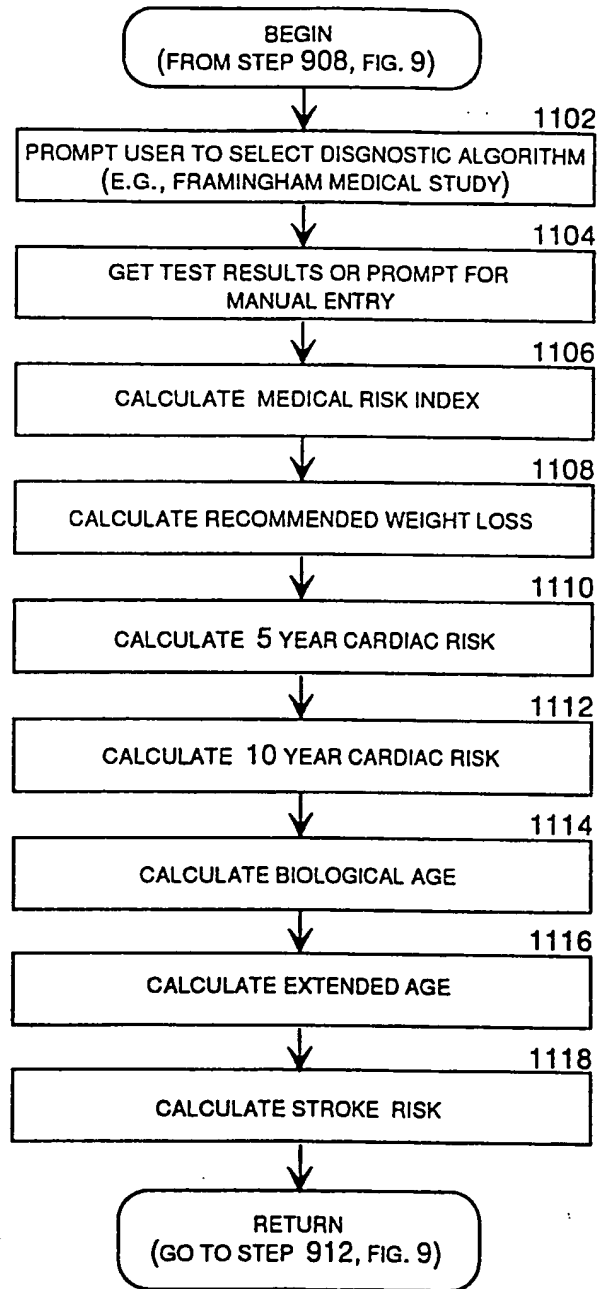 BEGIN
(FROM STEP 908, FIG. 9)
1102
PROMPT USER TO SELECT DISGNOSTIC ALGORITHM
(E.G., FRAMINGHAM MEDICAL STUDY)
1104
GET TEST RESULTS OR PROMPT FOR
MANUAL ENTRY
1106
CALCULATE MEDICAL RISK INDEX
1108
CALCULATE RECOMMENDED WEIGHT LOSS
1110
CALCULATE 5 YEAR CARDIAC RISK
1112
CALCULATE 10 YEAR CARDIAC RISK
1114
CALCULATE BIOLOGICAL AGE
1116
CALCULATE EXTENDED AGE
1118
CALCULATE STROKE RISK
RETURN
(GO TO STEP 912, FIG. 9)